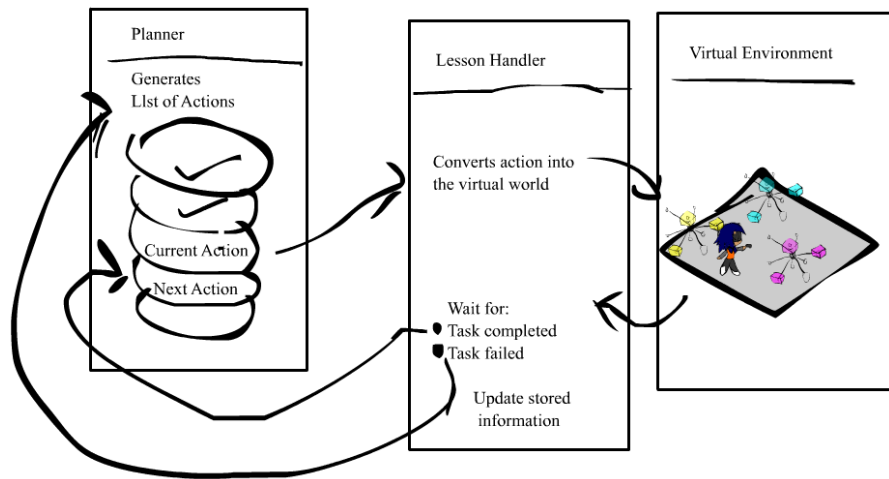 Planner
Generates
LIst of Actions
Current Action
Next Action
Lesson Handler
Converts action into
the virtual world
Wait for:
Task completed
Task failed
Update stored
information
Virtual Environment